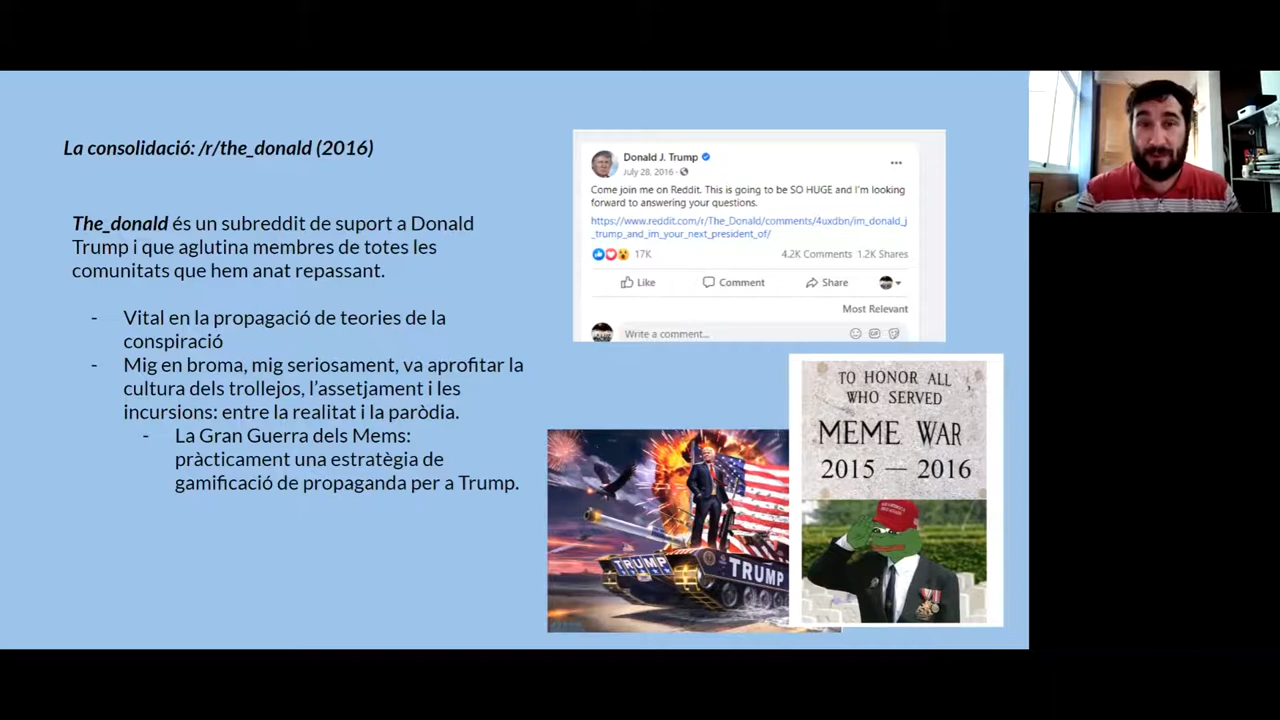 La consolidació: /r/the_donald (2016)
The_donald és un subreddit de suport a Donald
Trump i que aglutina membres de totes les
comunitats que hem anat repassant.
- Vital en la propagació de teories de la
conspiració
- Mig en broma, mig seriosament, va aprofitar la
cultura dels trollejos, l'assetjament i les
incursions: entre la realitat i la paròdia.
- La Gran Guerra dels Mems:
pràcticament una estratègia de
gamificació de propaganda per a Trump.
Donald J. Trump
July 28, 2016 ·
Come join me on Reddit. This is going to be SO HUGE and I'm looking
forward to answering your questions.
https://www.reddit.com/r/The_Donald/comments/4uxdbn/im_donald_j
_trump_and_im_your_next_president_of/
17K 4.2K Comments 1.2K Shares
Like Comment Share
Most Relevant
Write a comment...
GIF
TO HONOR ALL
WHO SERVED
MEME WAR
2015 — 2016
TRUMP
TRUMP